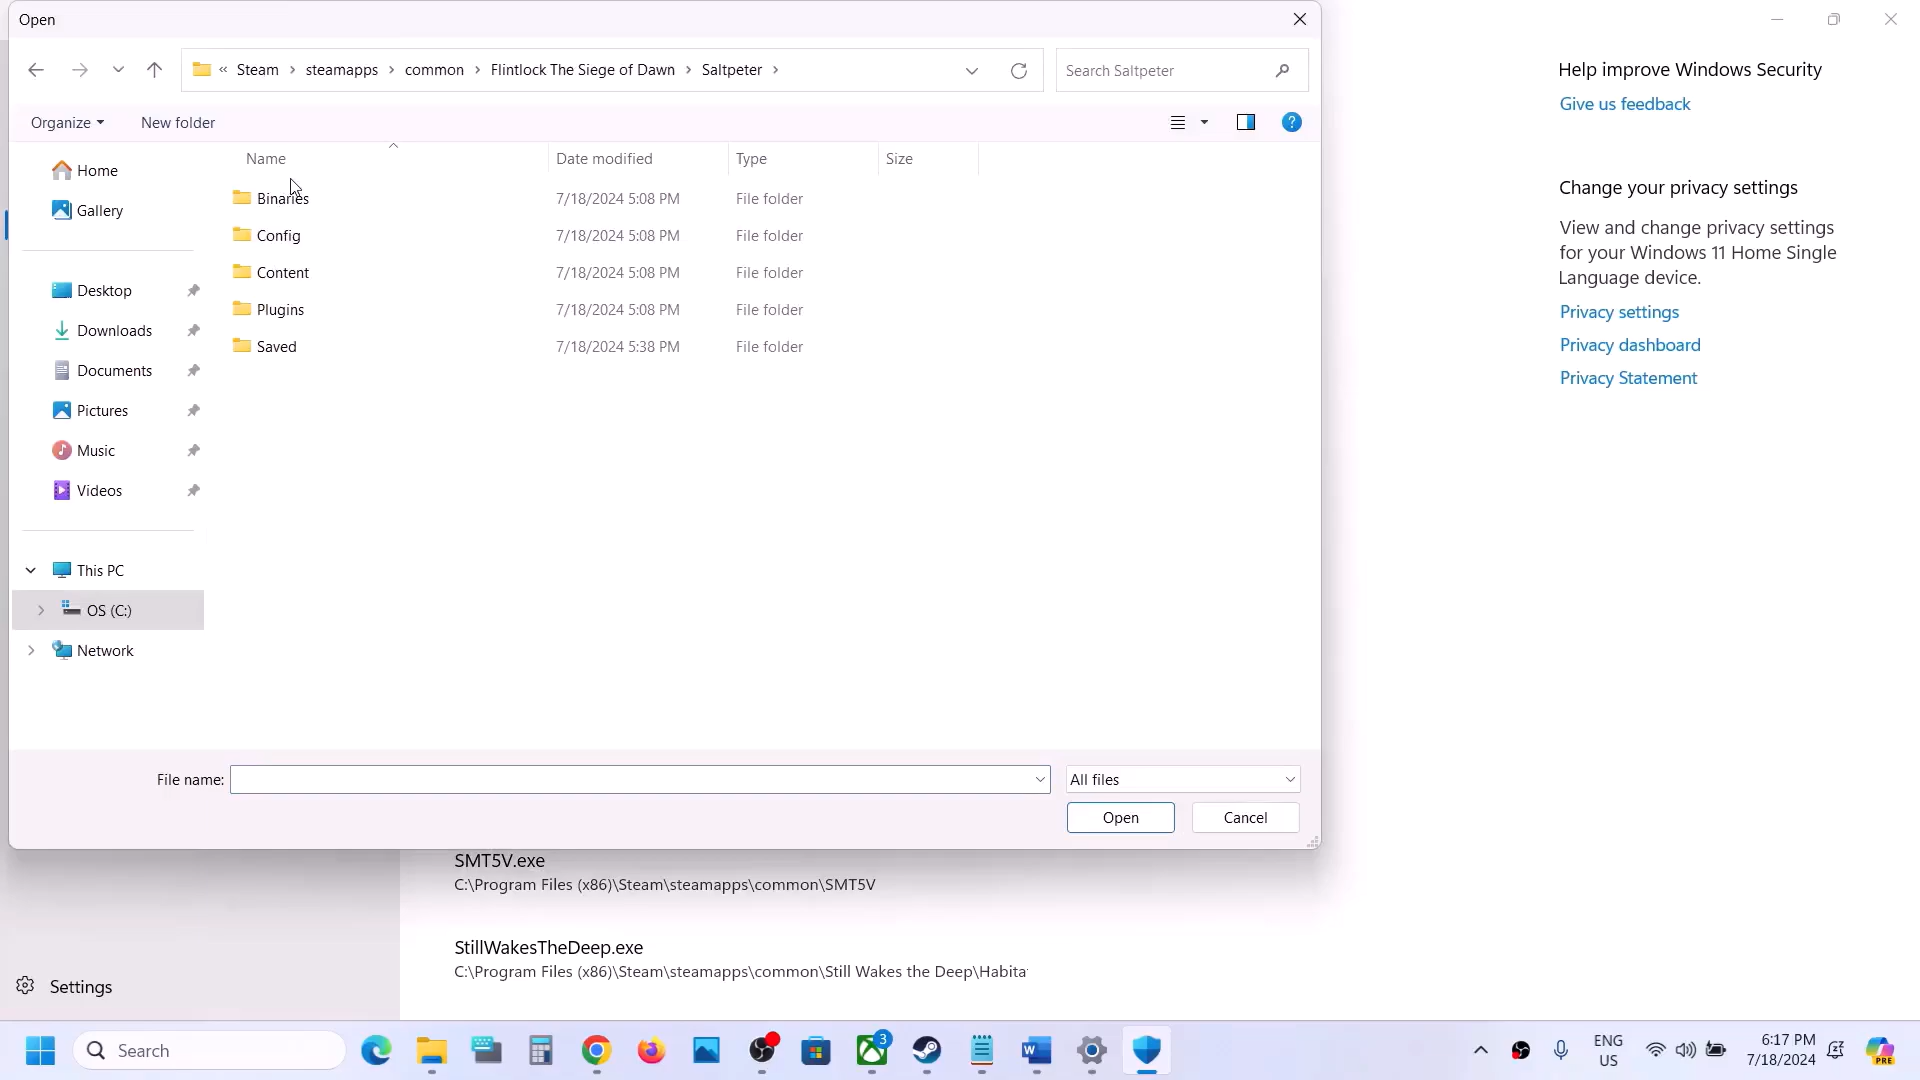 Open
« Steam > steamapps > common > Flintlock The Siege of Dawn > Saltpeter >
Search Saltpeter
Organize
New folder
?
Name
Date modified
Type
Size
Home
Gallery
Desktop
Downloads
Documents
Pictures
Music
Videos
This PC
OS (C:)
Network
Binaries 7/18/2024 5:08 PM File folder
Config 7/18/2024 5:08 PM File folder
Content 7/18/2024 5:08 PM File folder
Plugins 7/18/2024 5:08 PM File folder
Saved 7/18/2024 5:38 PM File folder
File name:
All files
Open
Cancel
Help improve Windows Security
Give us feedback
Change your privacy settings
View and change privacy settings
for your Windows 11 Home Single
Language device.
Privacy settings
Privacy dashboard
Privacy Statement
SMT5V.exe
C:\Program Files (x86)\Steam\steamapps\common\SMT5V
StillWakesTheDeep.exe
C:\Program Files (x86)\Steam\steamapps\common\Still Wakes the Deep\Habita
Settings
Search
3
W
ENG
US
6:17 PM
7/18/2024
PRE